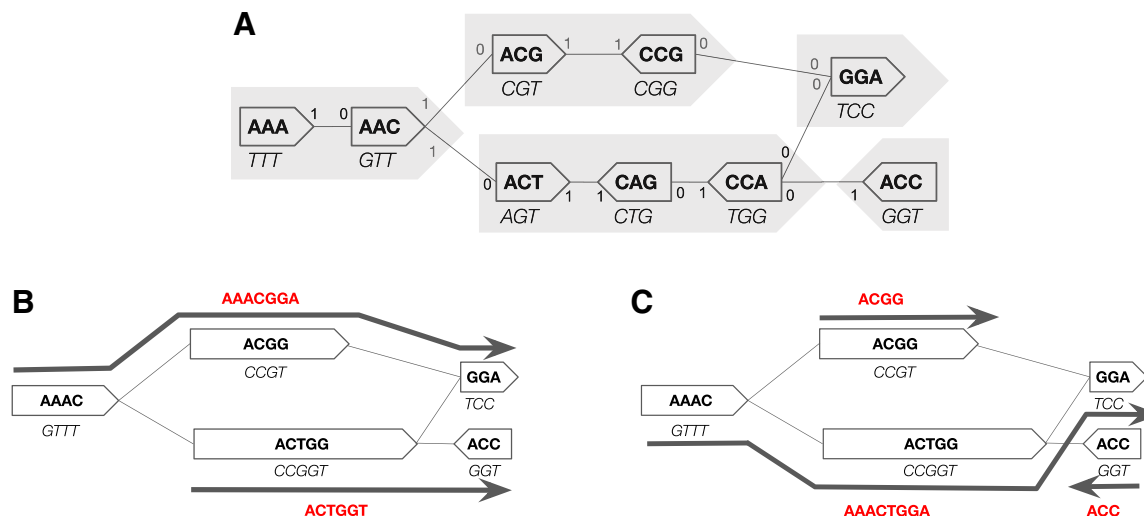 A
0 ACG 1 1 CCG 0
CGT CGG
0
0 GGA
TCC
AAA 1 0 AAC 1
TTT GTT 1
0
0 ACT 1 1 CAG 0 1 CCA 0 1 ACC
AGT CTG TGG GGT
B
AAACGGA
ACGG
CCGT
GGA
TCC
AAAC
GTTT
ACTGG
CCGGT
ACC
GGT
ACTGGT
C
ACGG
ACGG
CCGT
GGA
TCC
AAAC
GTTT
ACTGG
CCGGT
ACC
GGT
AAACTGGA
ACC